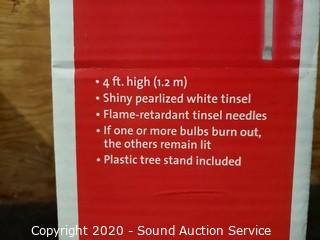 • 4 ft. high (1.2 m)
• Shiny pearlized white tinsel
• Flame-retardant tinsel needles
• If one or more bulbs burn out,
the others remain lit
• Plastic tree stand included
Copyright 2020 - Sound Auction Service